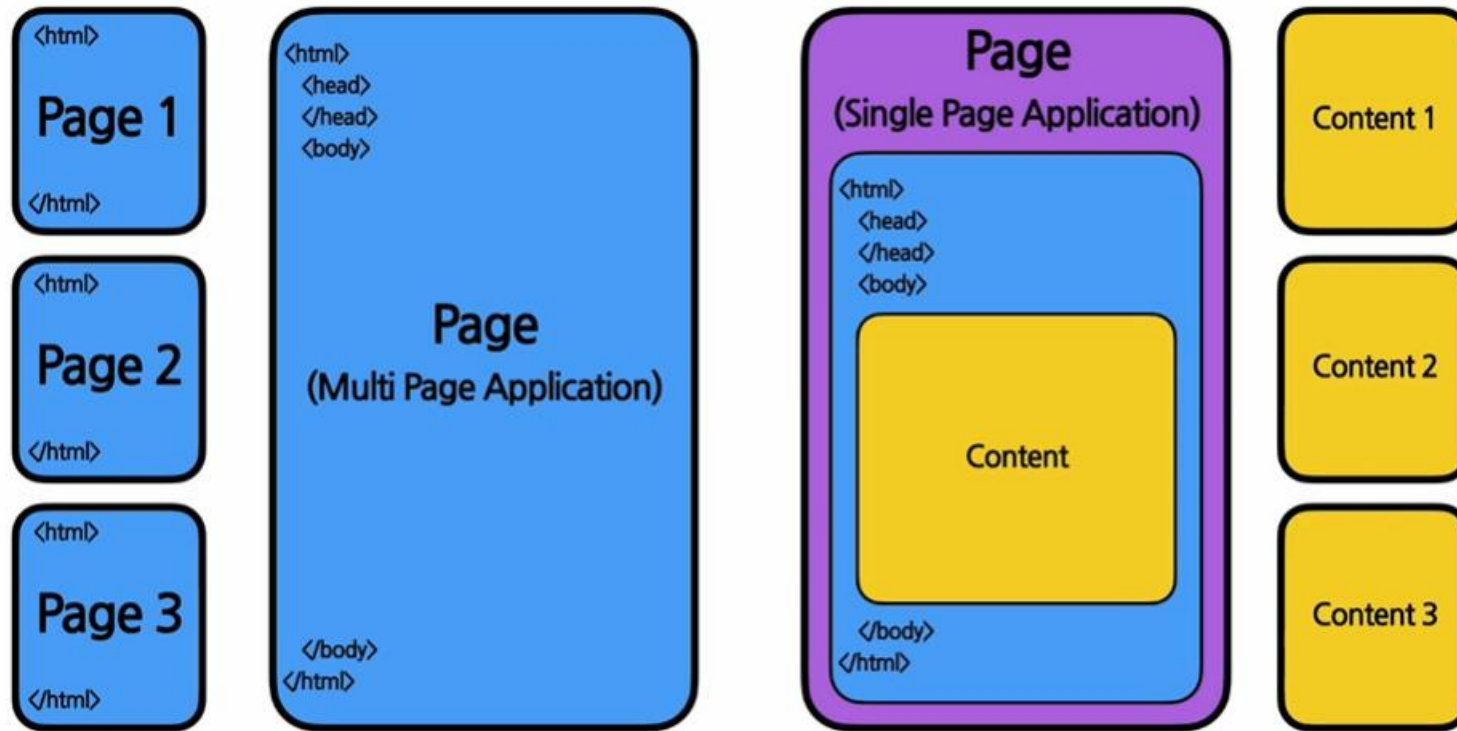 <html>
Page 1
</html>
<html>
Page 2
</html>
<html>
Page 3
</html>
<html>
<head>
</head>
<body>
Page
(Multi Page Application)
</body>
</html>
Page
(Single Page Application)
<html>
<head>
</head>
<body>
Content
</body>
</html>
Content 1
Content 2
Content 3